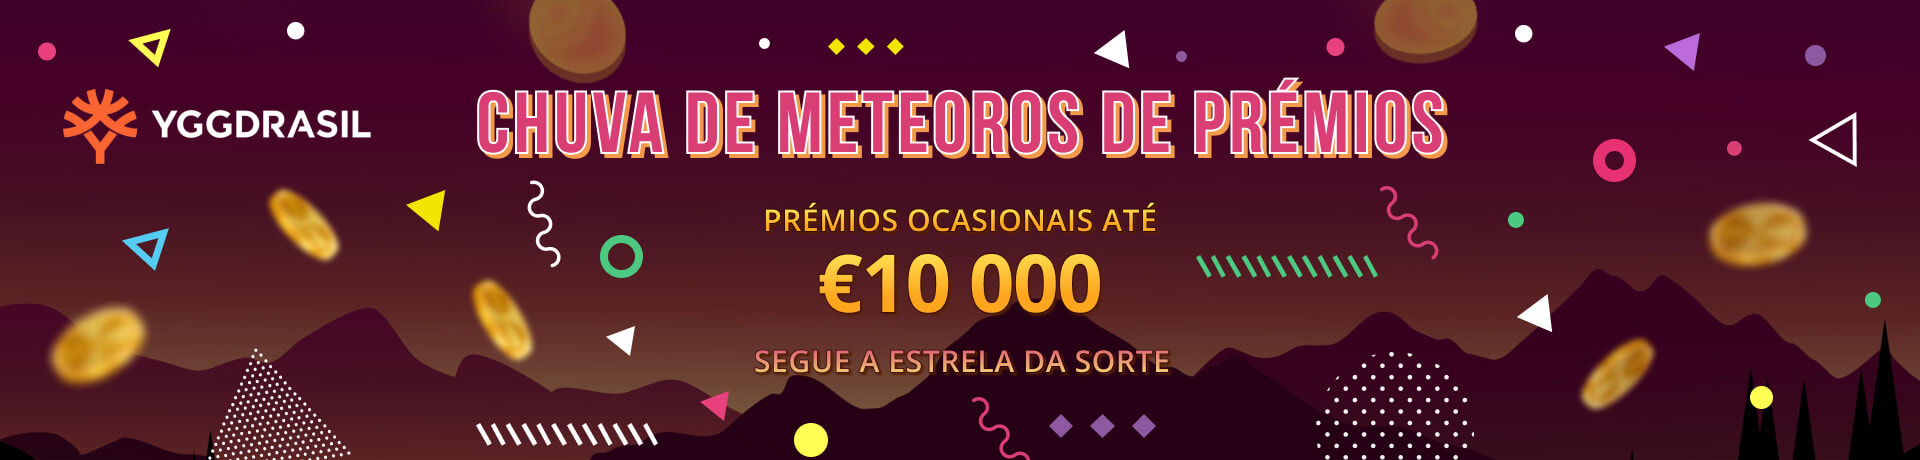 YGGDRASIL
CHUVA DE METEOROS DE PRÉMIOS
PRÉMIOS OCASIONAIS ATÉ
€10 000
SEGUE A ESTRELA DA SORTE